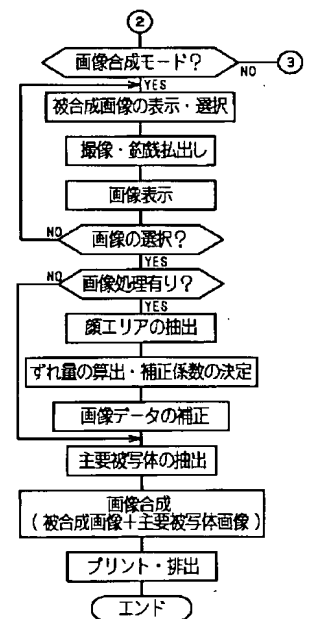 ②
画像合成モード?
NO
③
YES
被合成画像の表示・選択
撮像・釣銭払出し
画像表示
NO
画像の選択?
YES
NO
画像処理有り?
YES
顔エリアの抽出
ずれ量の算出・補正係数の決定
画像データの補正
主要被写体の抽出
画像合成
(被合成画像+主要被写体画像)
プリント・排出
エンド